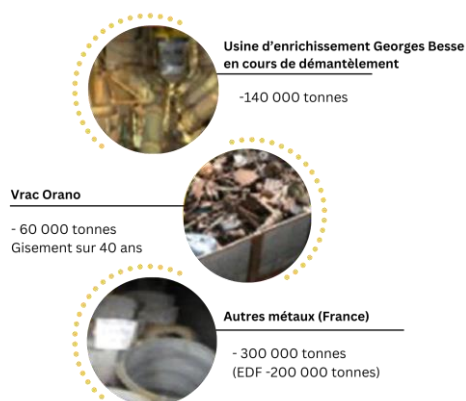 Usine d’enrichissement Georges Besse
en cours de démantèlement
-140 000 tonnes
Vrac Orano
- 60 000 tonnes
Gisement sur 40 ans
Autres métaux (France)
- 300 000 tonnes
(EDF -200 000 tonnes)